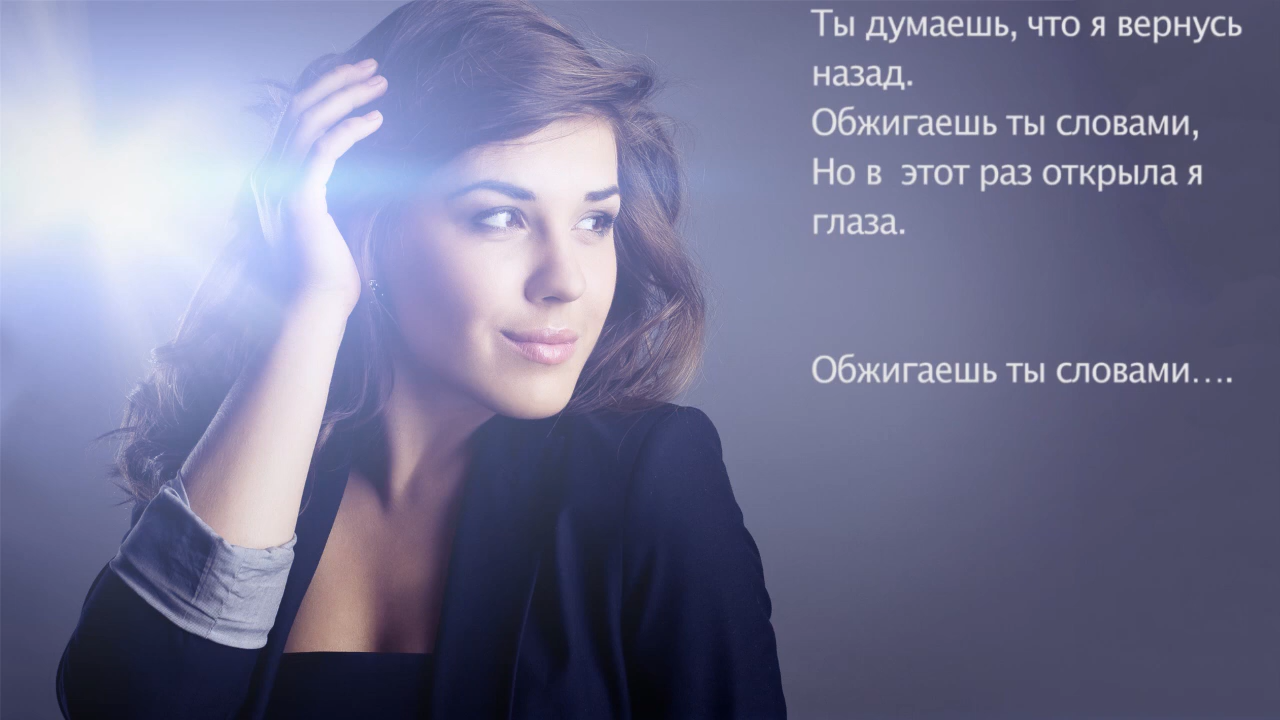 Ты думаешь, что я вернусь
назад.
Обжигаешь ты словами,
Но в  этот раз открыла я
глаза.
Обжигаешь ты словами….